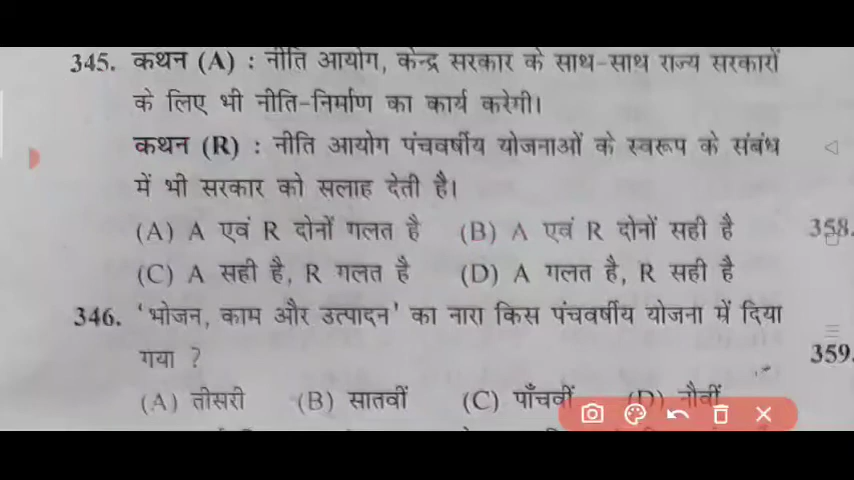 345. कथन (A) : नीति आयोग, केन्द्र सरकार के साथ-साथ राज्य सरकारों
के लिए भी नीति-निर्माण का कार्य करेगी।
कथन (R) : नीति आयोग पंचवर्षीय योजनाओं के स्वरूप के संबंध
में भी सरकार को सलाह देती है।
(A) A एवं R दोनों गलत है (B) A एवं R दोनों सही है
358.
(C) A सही है, R गलत है (D) A गलत है, R सही है
346. 'भोजन, काम और उत्पादन' का नारा किस पंचवर्षीय योजना में दिया
गया ?
359.
(A) तीसरी (B) सातवीं (C) पाँचवीं (D) नौवीं